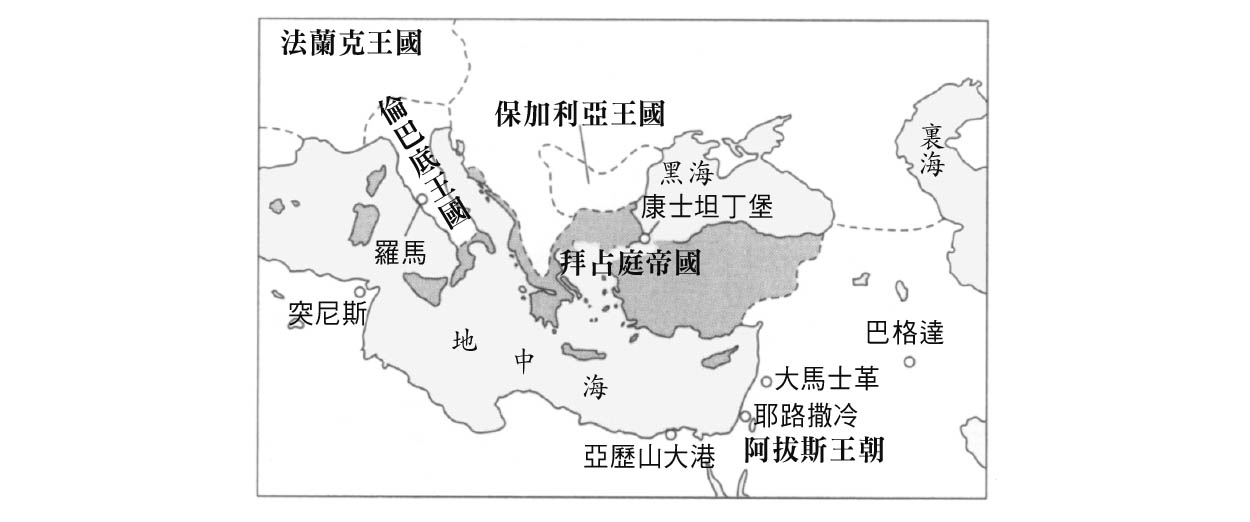 法蘭克王國
倫巴底王國
保加利亞王國
裏海
黑海
康士坦丁堡
羅馬
拜占庭帝國
突尼斯
地中海
巴格達
大馬士革
耶路撒冷
亞歷山大港
阿拔斯王朝